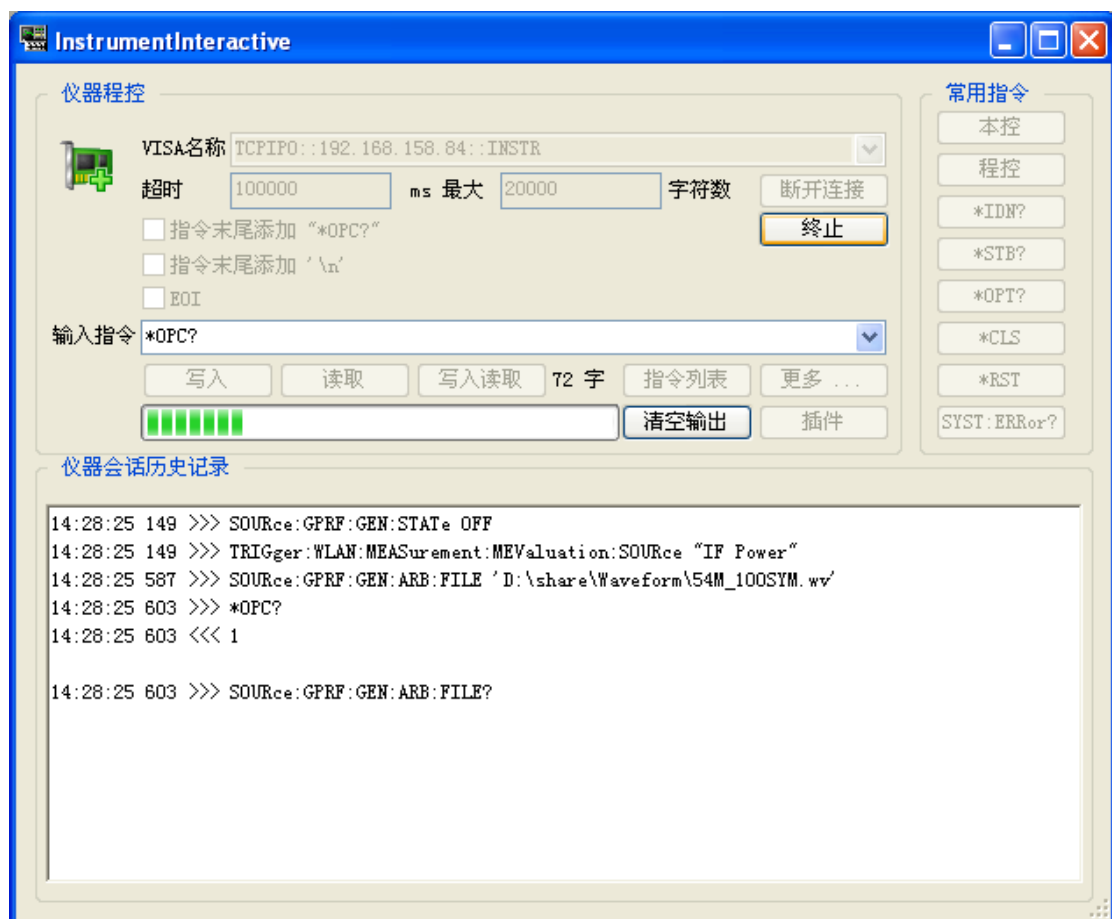 InstrumentInteractive
仪器程控
VISA名称 TCPIP0::192.168.158.84::INSTR
超时 100000 ms 最大 20000 字符数 断开连接
指令末尾添加 "*OPC?" 终止
指令末尾添加 '\n'
EOI
输入指令 *OPC?
写入 读取 写入读取 72 字 指令列表 更多 ...
清空输出 插件
常用指令
本控
程控
*IDN?
*STB?
*OPT?
*CLS
*RST
SYST:ERRor?
仪器会话历史记录
14:28:25 149 >>> SOURce:GPRF:GEN:STATe OFF
14:28:25 149 >>> TRIGger:WLAN:MEASurement:MEValuation:SOURce "IF Power"
14:28:25 587 >>> SOURce:GPRF:GEN:ARB:FILE 'D:\share\Waveform\54M_100SYM.wv'
14:28:25 603 >>> *OPC?
14:28:25 603 <<< 1
14:28:25 603 >>> SOURce:GPRF:GEN:ARB:FILE?